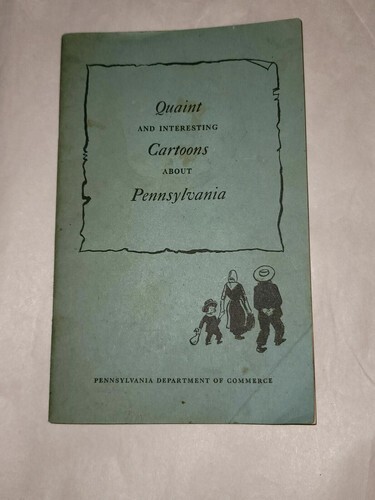 Quaint
AND INTERESTING
Cartoons
ABOUT
Pennsylvania
PENNSYLVANIA DEPARTMENT OF COMMERCE